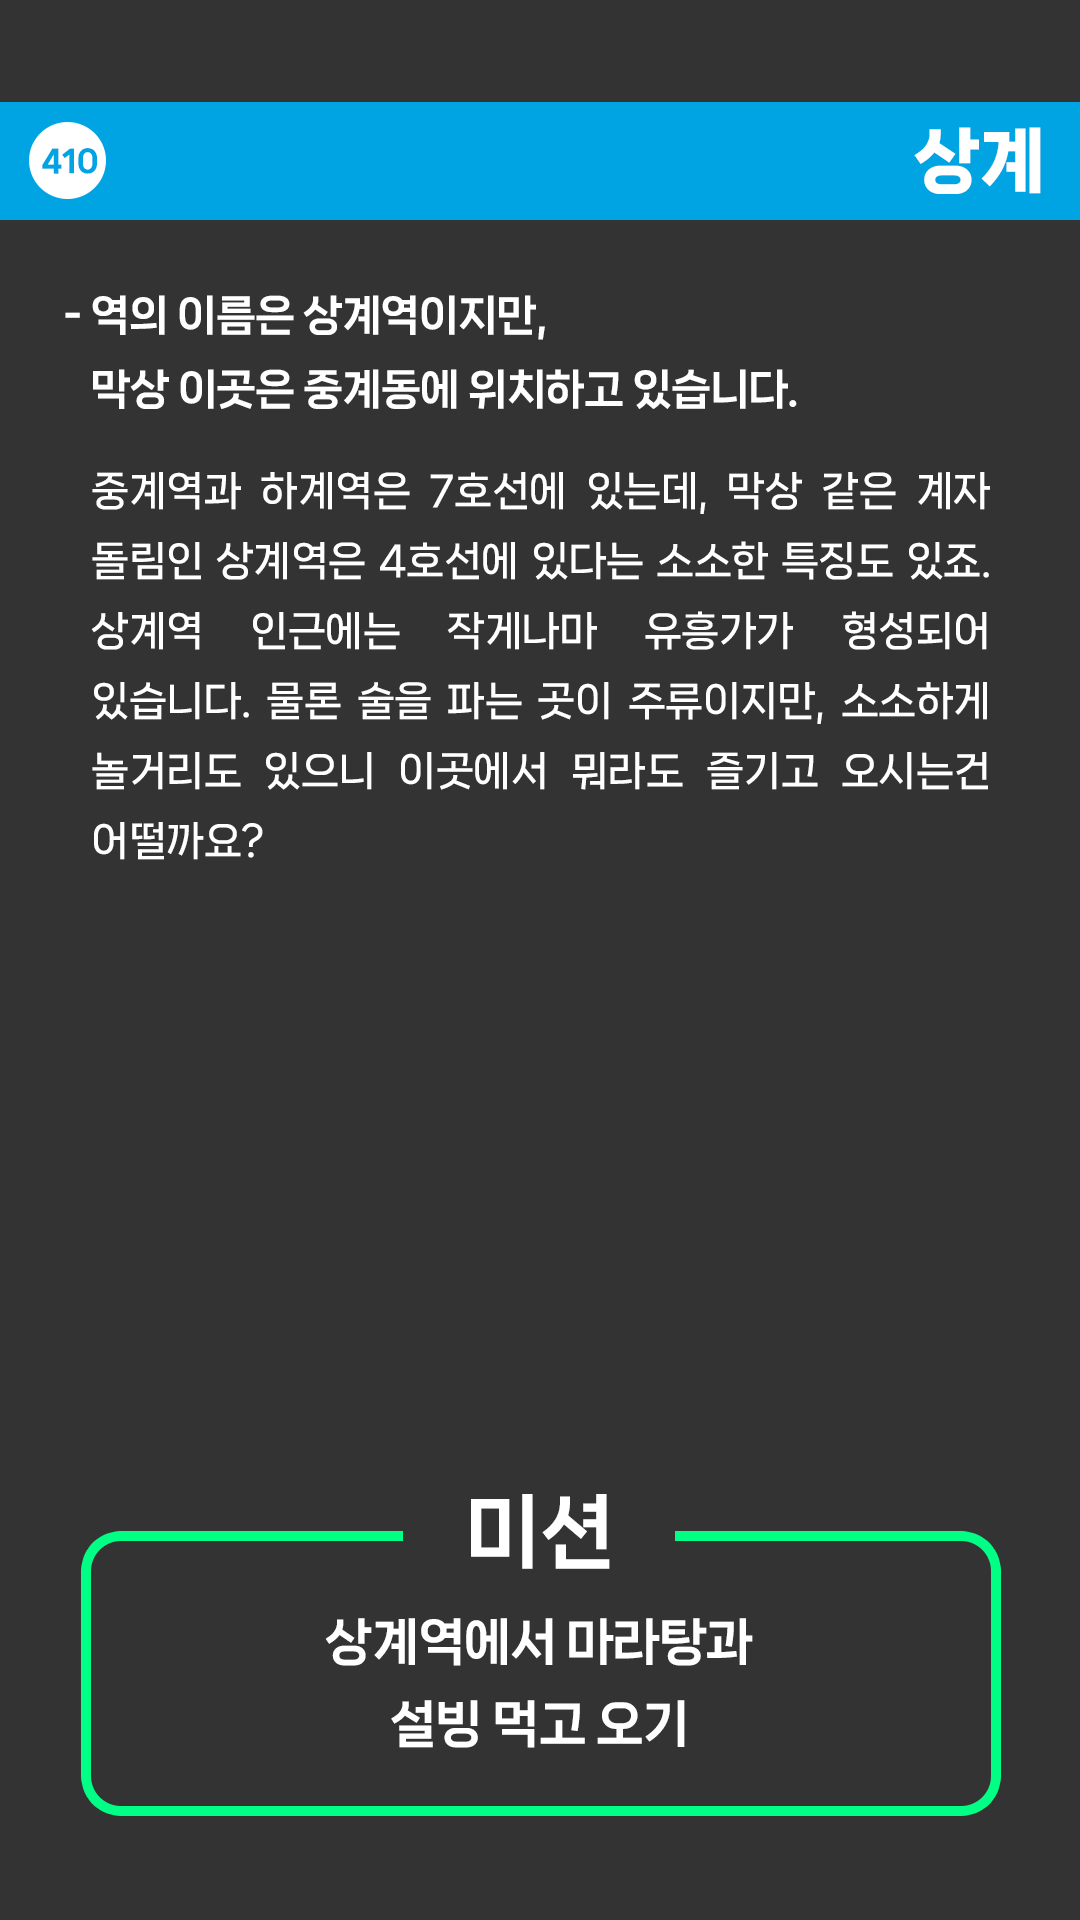 410
상계
- 역의 이름은 상계역이지만,
막상 이곳은 중계동에 위치하고 있습니다.
중계역과 하계역은 7호선에 있는데, 막상 같은 계자
돌림인 상계역은 4호선에 있다는 소소한 특징도 있죠.
상계역 인근에는 작게나마 유흥가가 형성되어
있습니다. 물론 술을 파는 곳이 주류이지만, 소소하게
놀거리도 있으니 이곳에서 뭐라도 즐기고 오시는건
어떨까요?
미션
상계역에서 마라탕과
설빙 먹고 오기